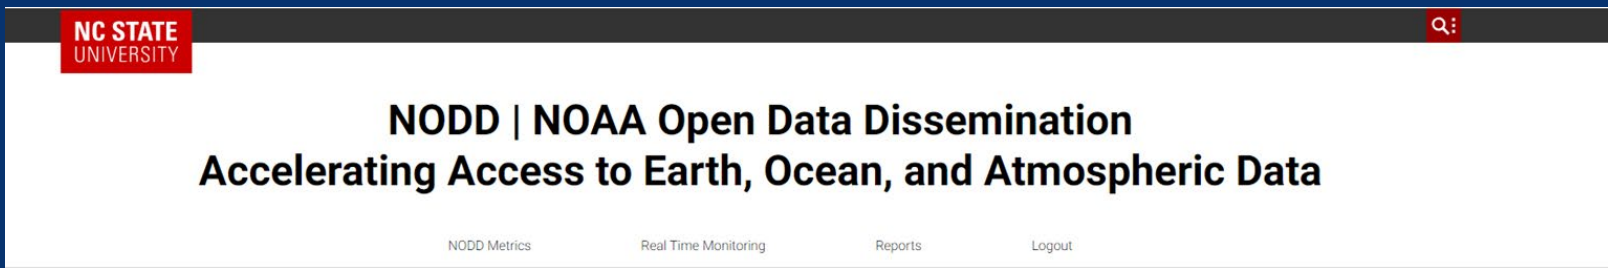 NC STATE
UNIVERSITY
NODD | NOAA Open Data Dissemination
Accelerating Access to Earth, Ocean, and Atmospheric Data
NODD Metrics Real Time Monitoring Reports Logout